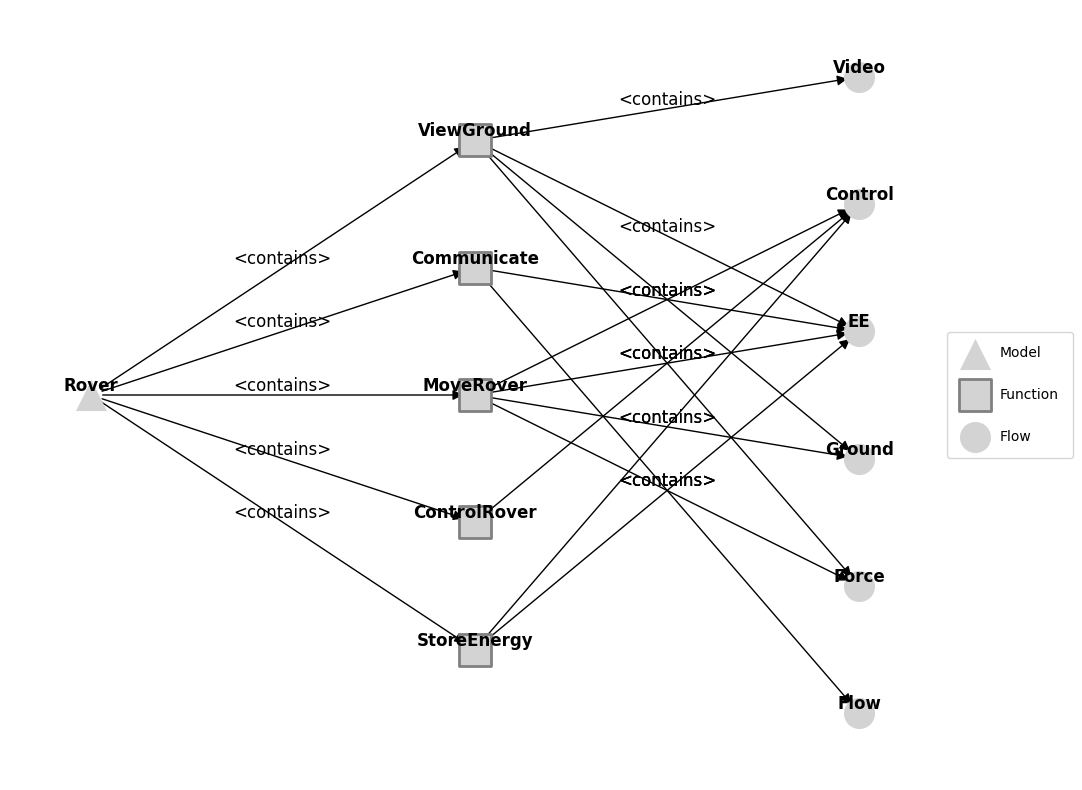 Video
<contains>
ViewGround
Control
<contains>
<contains>
Communicate
<contains>
EE
<contains>
<contains>
Rover
<contains>
MoveRover
<contains>
Ground
<contains>
<contains>
ControlRover
<contains>
Force
StoreEnergy
Flow
Model
Function
Flow